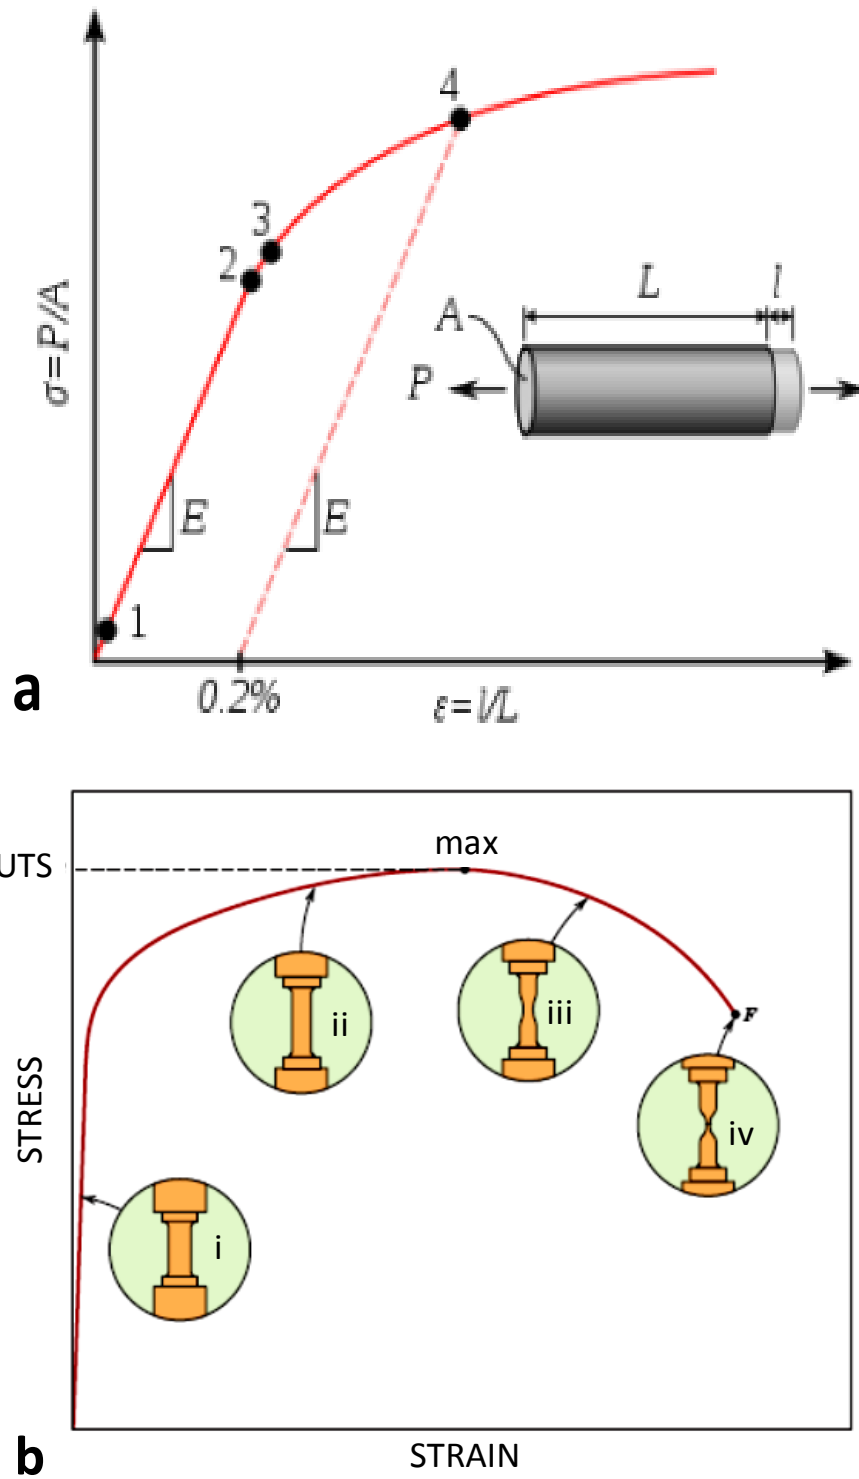 4
3
2
σ=P/A
L
l
A
P
E
E
1
0.2%
ε=l/L
a
max
UTS
ii
iii
F
iv
i
STRESS
STRAIN
b